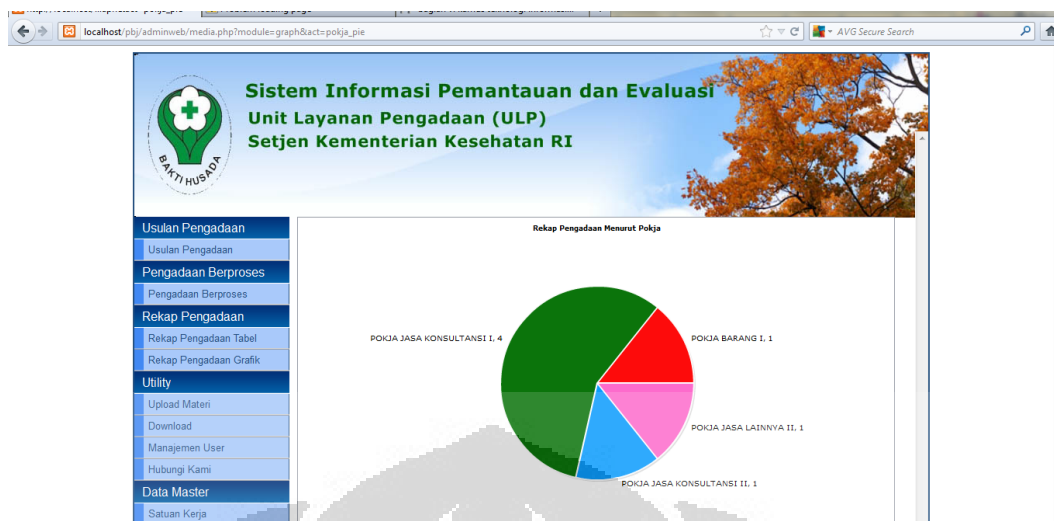 localhost/pbj/adminweb/media.php?module=graph&act=pokja_pie
AVG Secure Search
BAKTI HUSADA
Sistem Informasi Pemantauan dan Evaluasi
Unit Layanan Pengadaan (ULP)
Setjen Kementerian Kesehatan RI
Usulan Pengadaan
Usulan Pengadaan
Pengadaan Berproses
Pengadaan Berproses
Rekap Pengadaan
Rekap Pengadaan Tabel
Rekap Pengadaan Grafik
Utility
Upload Materi
Download
Manajemen User
Hubungi Kami
Data Master
Satuan Kerja
Rekap Pengadaan Menurut Pokja
POKJA JASA KONSULTANSI I, 4
POKJA BARANG I, 1
POKJA JASA LAINNYA II, 1
POKJA JASA KONSULTANSI II, 1